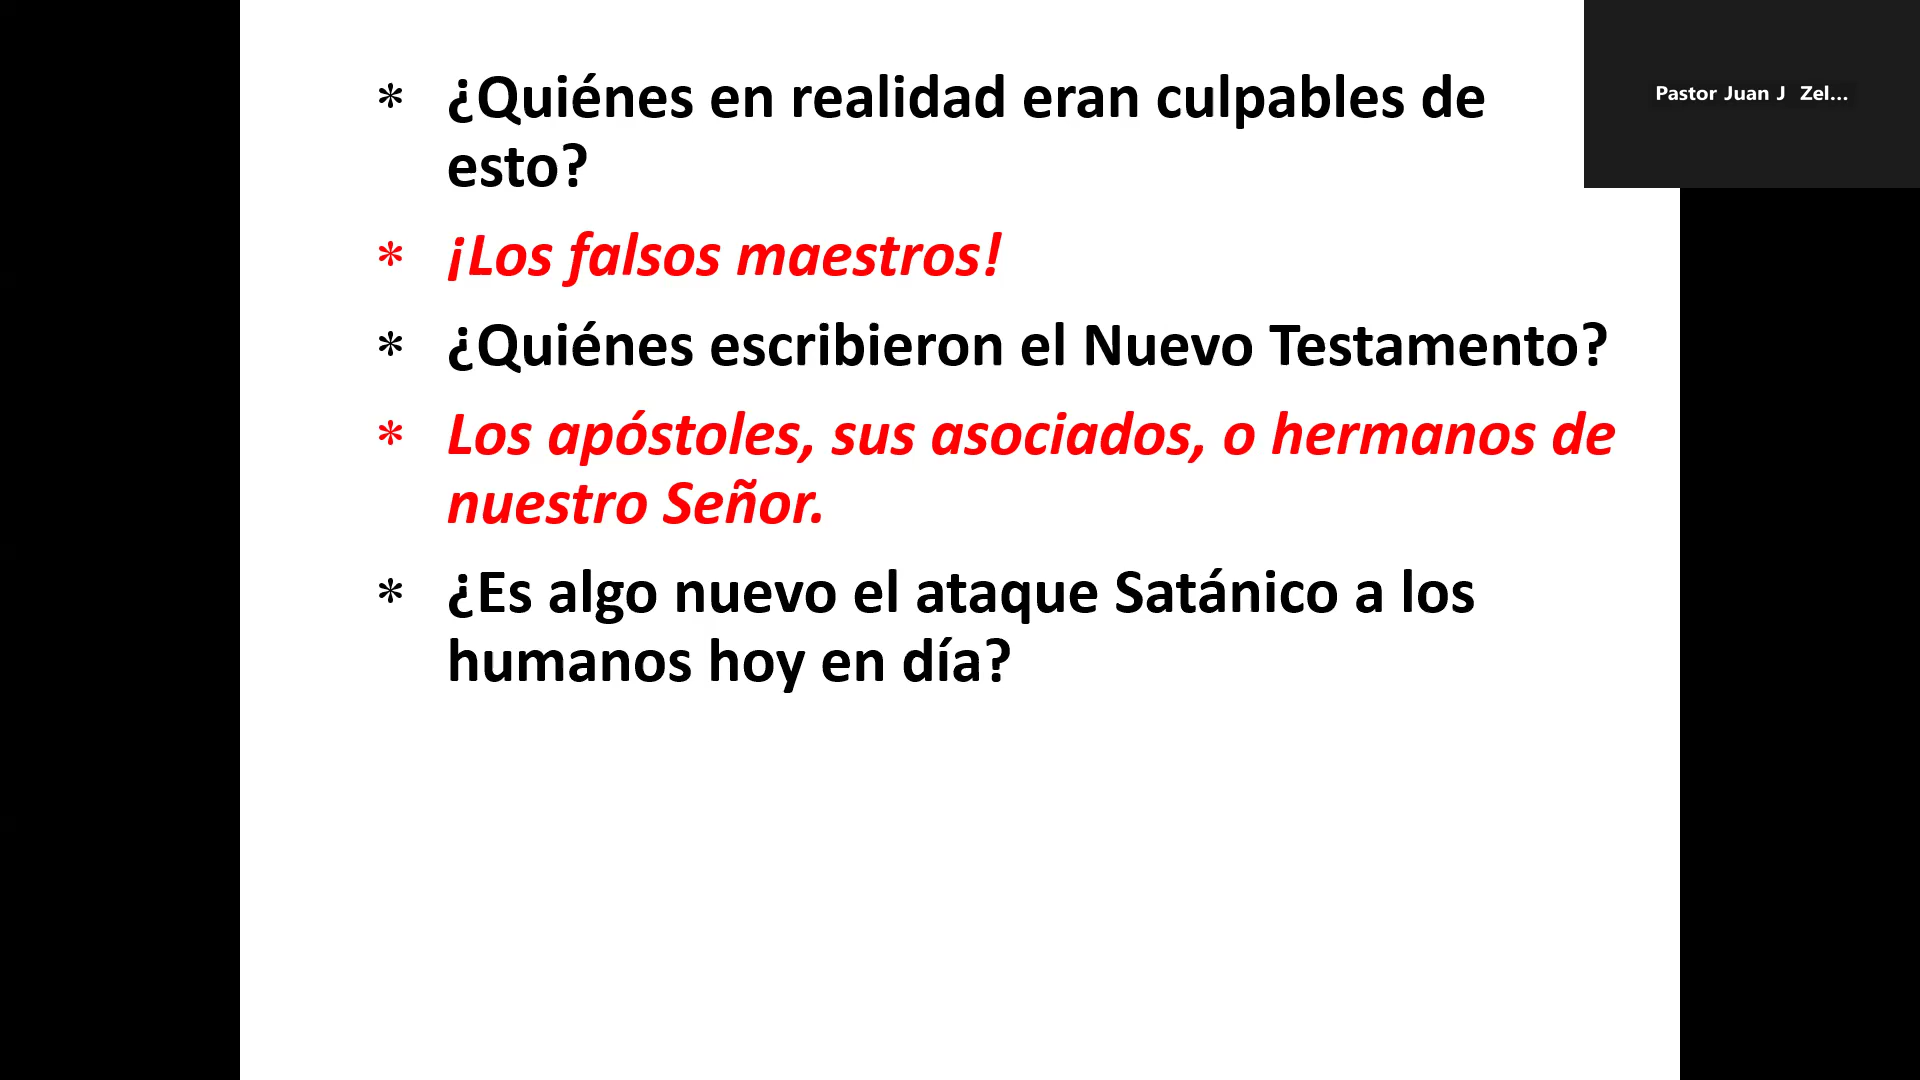 * ¿Quiénes en realidad eran culpables de
esto?
* ¡Los falsos maestros!
* ¿Quiénes escribieron el Nuevo Testamento?
* Los apóstoles, sus asociados, o hermanos de
nuestro Señor.
* ¿Es algo nuevo el ataque Satánico a los
humanos hoy en día?
Pastor Juan J Zel...